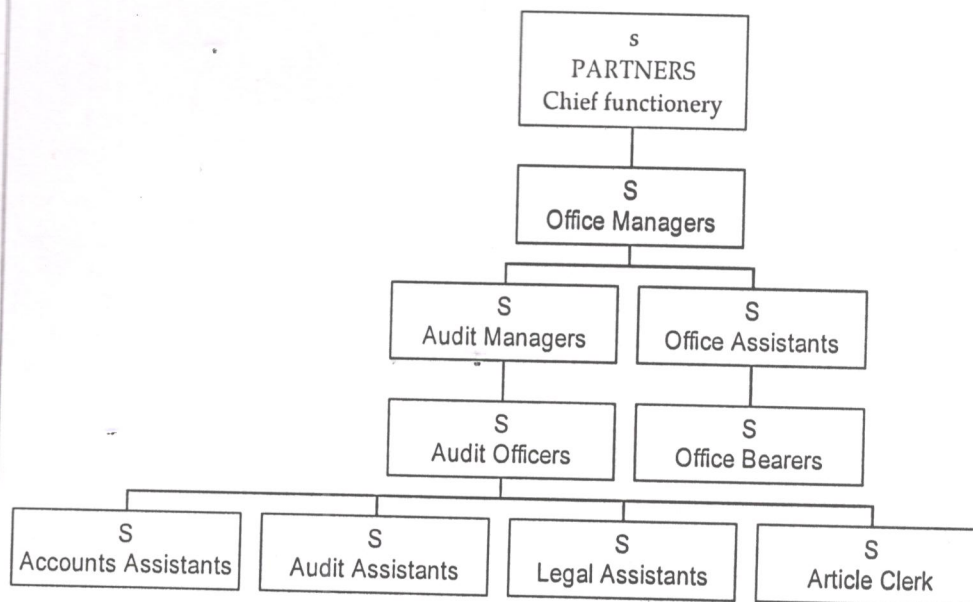 s
PARTNERS
Chief functionery
S
Office Managers
S
Audit Managers
S
Office Assistants
S
Audit Officers
S
Office Bearers
S
Accounts Assistants
S
Audit Assistants
S
Legal Assistants
S
Article Clerk